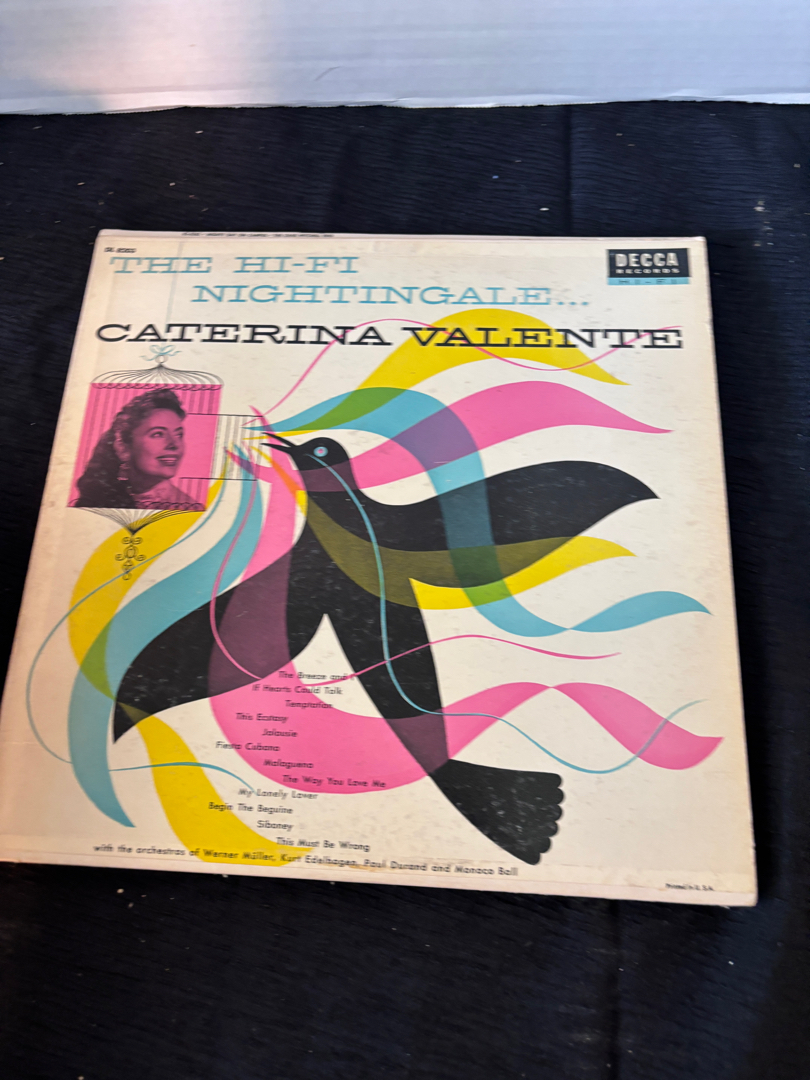 THE HI-FI
NIGHTINGALE...
CATERINA VALENTE
DECCA
RECORDS
HI-FI
The Breeze and I
If Hearts Could Talk
Temptation
This Ecstasy
Jalousie
Fiesta Cubana
Malaguena
The Way You Love Me
My Lonely Lover
Begin The Beguine
Siboney
This Must Be Wrong
with the orchestras of Werner Müller, Kurt Edelhagen, Paul Durand and Monaco Ball
Printed in U. S. A.